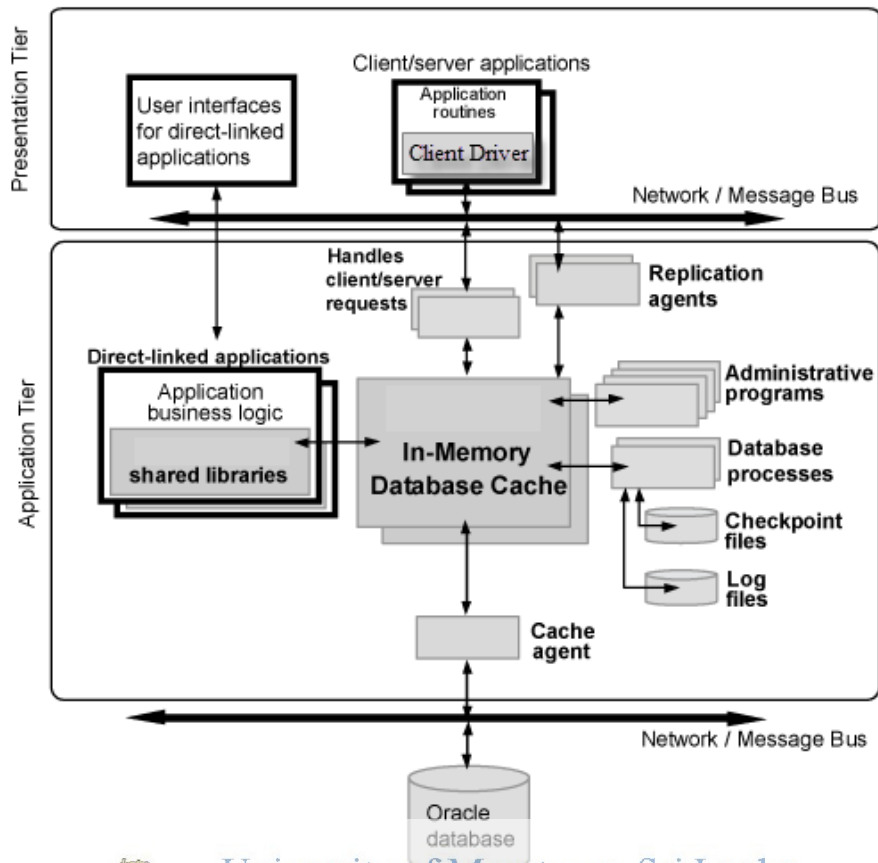 Presentation Tier
Client/server applications
User interfaces
for direct-linked
applications
Application
routines
Client Driver
Network / Message Bus
Application Tier
Handles
client/server
requests
Replication
agents
Direct-linked applications
Application
business logic
shared libraries
In-Memory
Database Cache
Administrative
programs
Database
processes
Checkpoint
files
Log
files
Cache
agent
Network / Message Bus
Oracle
database